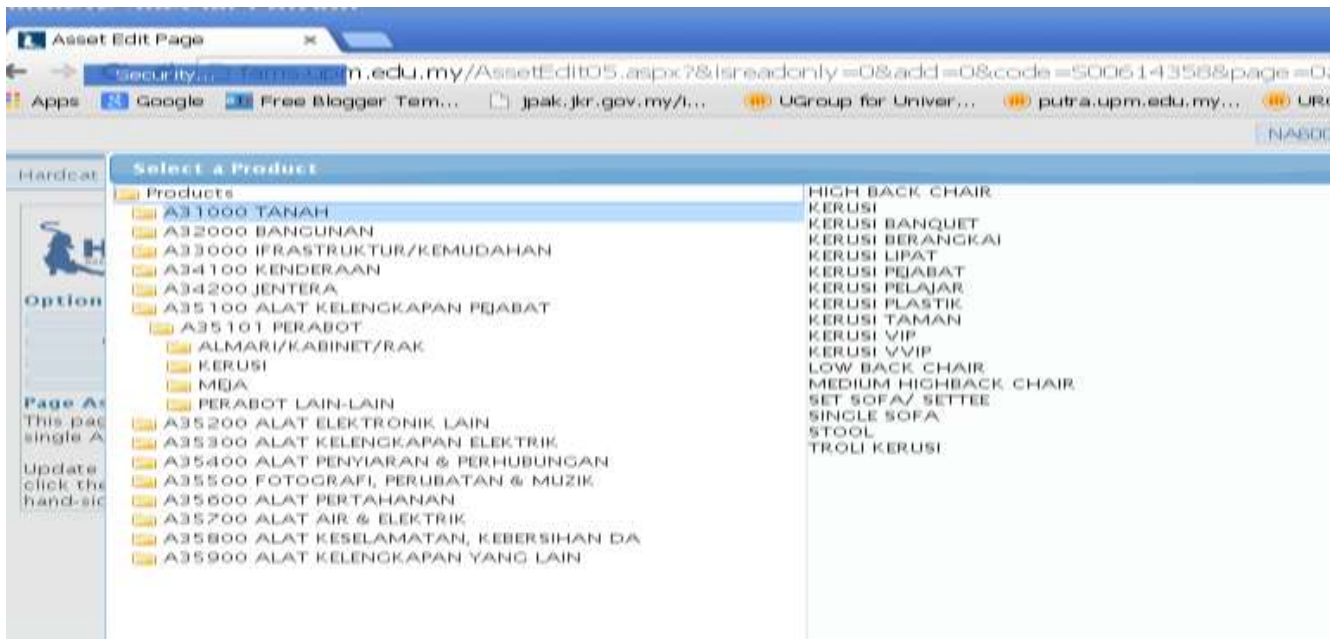 Asset Edit Page
Security...
.edu.my/AssetEdit05.aspx?&isreadonly=0&add=0&code=S00614358&page=0
Apps Google Free Blogger Tem... jpak.jkr.gov.my/i... UGroup for Univer... putra.upm.edu.my...
Hardcat
Select a Product
Products
A31000 TANAH
A32000 BANGUNAN
A33000 IFRASTRUKTUR/KEMUDAHAN
A34100 KENDERAAN
A34200 JENTERA
A35100 ALAT KELENGKAPAN PEJABAT
A35101 PERABOT
ALMARI/KABINET/RAK
KERUSI
MEJA
PERABOT LAIN-LAIN
A35200 ALAT ELEKTRONIK LAIN
A35300 ALAT KELENGKAPAN ELEKTRIK
A35400 ALAT PENYIARAN & PERHUBUNGAN
A35500 FOTOGRAFI, PERUBATAN & MUZIK
A35600 ALAT PERTAHANAN
A35700 ALAT AIR & ELEKTRIK
A35800 ALAT KESELAMATAN, KEBERSIHAN DA
A35900 ALAT KELENGKAPAN YANG LAIN
HIGH BACK CHAIR
KERUSI
KERUSI BANQUET
KERUSI BERANGKAI
KERUSI LIPAT
KERUSI PEJABAT
KERUSI PELAJAR
KERUSI PLASTIK
KERUSI TAMAN
KERUSI VIP
KERUSI VVIP
LOW BACK CHAIR
MEDIUM HIGHBACK CHAIR
SET SOFA/ SETTEE
SINGLE SOFA
STOOL
TROLI KERUSI
Option
Page As
This pag
single A
Update
click the
hand-sid